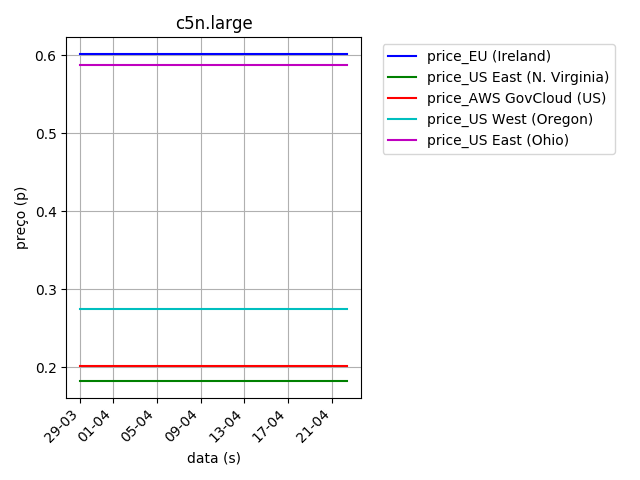 c5n.large
price_EU (Ireland)
price_US East (N. Virginia)
price_AWS GovCloud (US)
price_US West (Oregon)
price_US East (Ohio)
preço (p)
0.6
0.5
0.4
0.3
0.2
29-03
01-04
05-04
09-04
13-04
17-04
21-04
data (s)